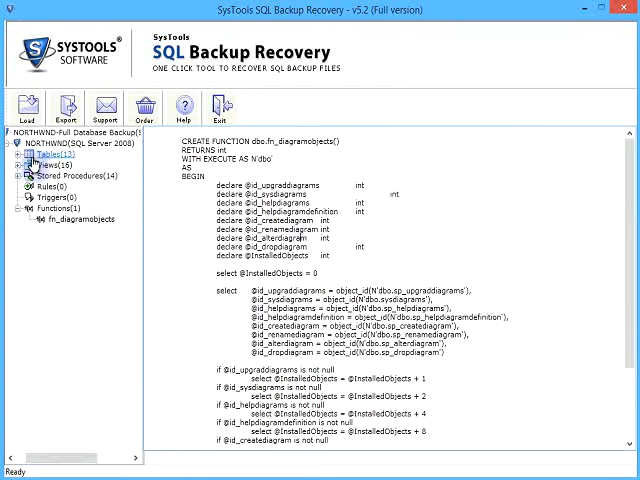 SysTools SQL Backup Recovery - v5.2 (Full version)
SYSTOOLS®
SOFTWARE
SysTools
SQL Backup Recovery
ONE CLICK TOOL TO RECOVER SQL BACKUP FILES
Load
Export
Support
Order
?
Help
Exit
NORTHWND-Full Database Backup(S
NORTHWND(SQL Server 2008)
Tables(13)
Views(16)
Stored Procedures(14)
Rules(0)
Triggers(0)
Functions(1)
fn_diagramobjects
CREATE FUNCTION dbo.fn_diagramobjects()
RETURNS int
WITH EXECUTE AS N'dbo'
AS
BEGIN
declare @id_upgraddiagrams int
declare @id_sysdiagrams int
declare @id_helpdiagrams int
declare @id_helpdiagramdefinition int
declare @id_creatediagram int
declare @id_renamediagram int
declare @id_alterdiagram int
declare @id_dropdiagram int
declare @InstalledObjects int
select @InstalledObjects = 0
select @id_upgraddiagrams = object_id(N'dbo.sp_upgraddiagrams'),
@id_sysdiagrams = object_id(N'dbo.sysdiagrams'),
@id_helpdiagrams = object_id(N'dbo.sp_helpdiagrams'),
@id_helpdiagramdefinition = object_id(N'dbo.sp_helpdiagramdefinition'),
@id_creatediagram = object_id(N'dbo.sp_creatediagram'),
@id_renamediagram = object_id(N'dbo.sp_renamediagram'),
@id_alterdiagram = object_id(N'dbo.sp_alterdiagram'),
@id_dropdiagram = object_id(N'dbo.sp_dropdiagram')
if @id_upgraddiagrams is not null
select @InstalledObjects = @InstalledObjects + 1
if @id_sysdiagrams is not null
select @InstalledObjects = @InstalledObjects + 2
if @id_helpdiagrams is not null
select @InstalledObjects = @InstalledObjects + 4
if @id_helpdiagramdefinition is not null
select @InstalledObjects = @InstalledObjects + 8
if @id_creatediagram is not null
Ready